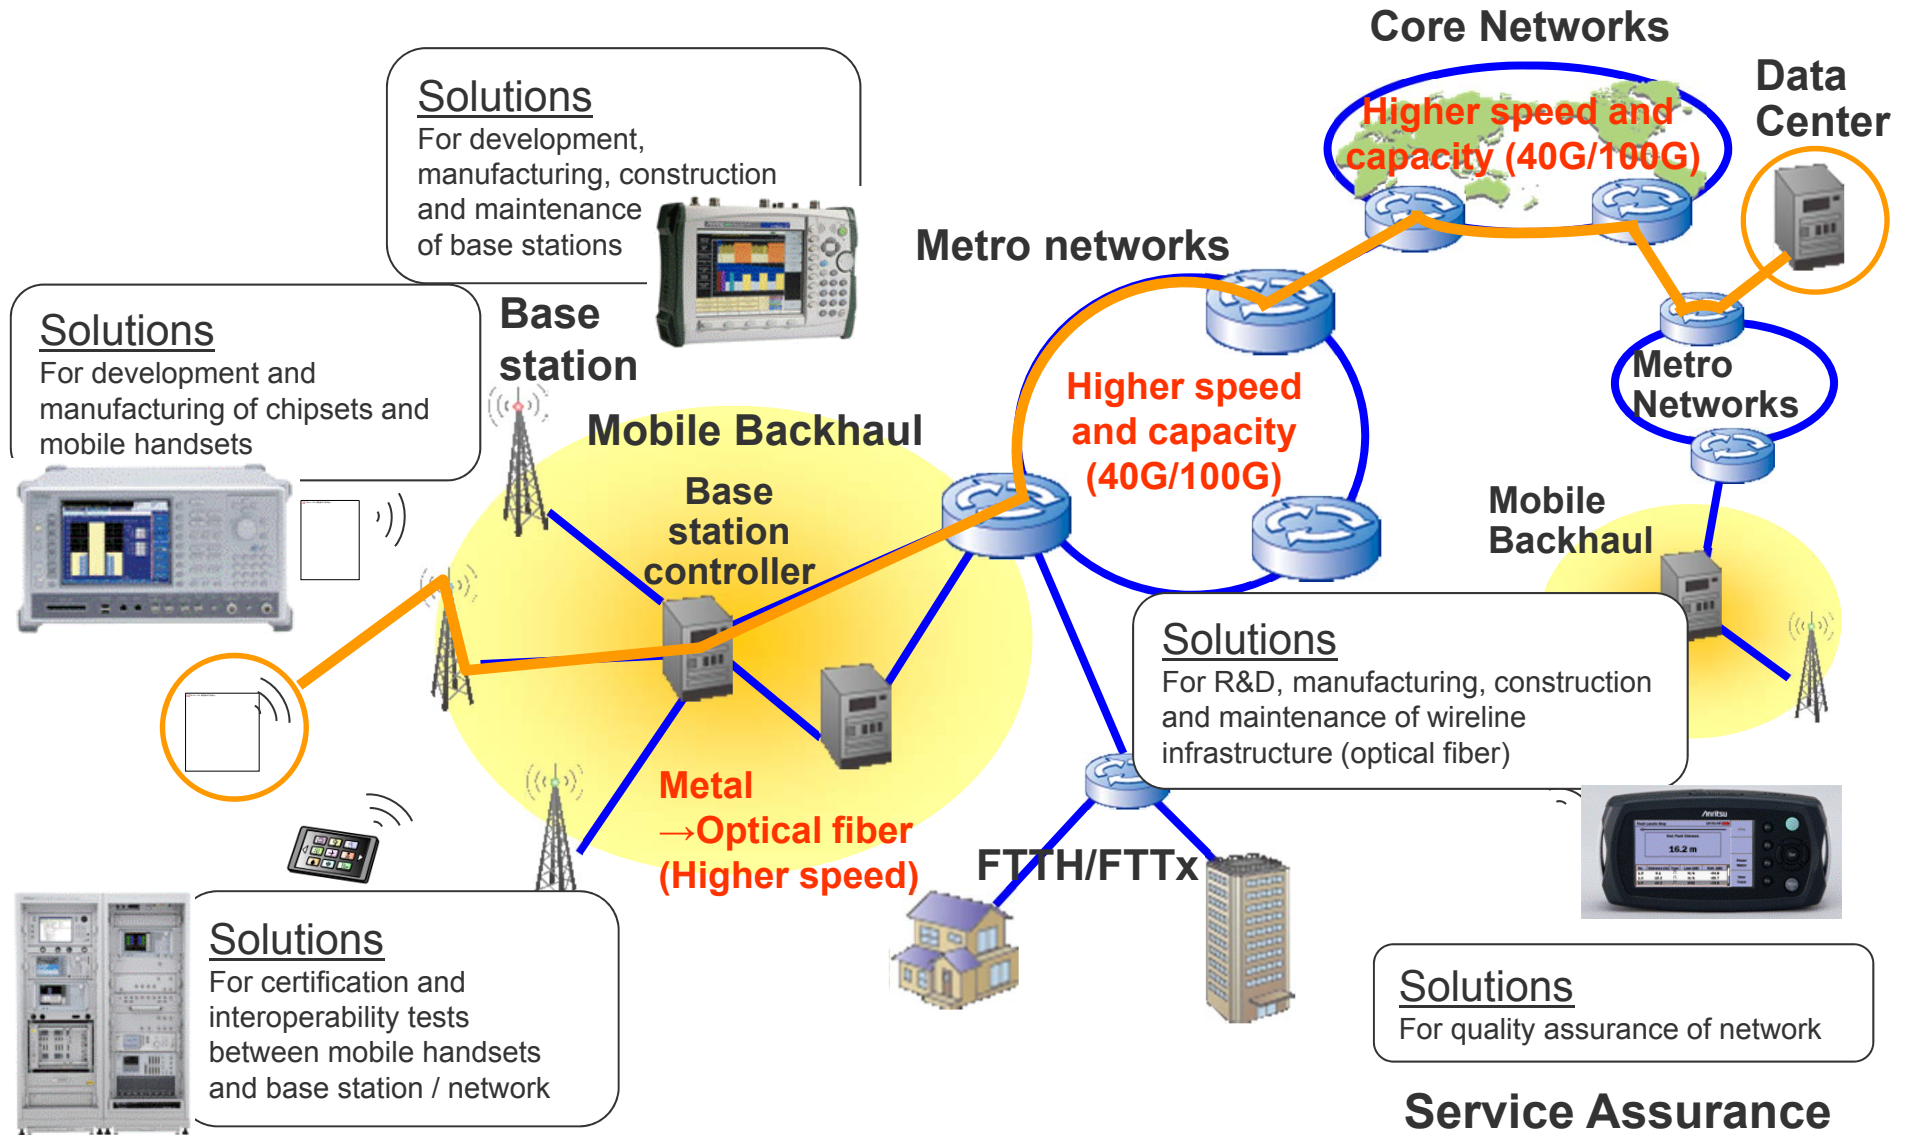 Core Networks
Higher speed and
capacity (40G/100G)
Data
Center
Solutions
For development,
manufacturing, construction
and maintenance
of base stations
Metro networks
Higher speed
and capacity
(40G/100G)
Metro
Networks
Base
station
Solutions
For development and
manufacturing of chipsets and
mobile handsets
Mobile Backhaul
Base
station
controller
Mobile
Backhaul
Solutions
For R&D, manufacturing, construction
and maintenance of wireline
infrastructure (optical fiber)
Metal
→Optical fiber
(Higher speed)
FTTH/FTTx
Anritsu
16.2 m
Solutions
For certification and
interoperability tests
between mobile handsets
and base station / network
Solutions
For quality assurance of network
Service Assurance